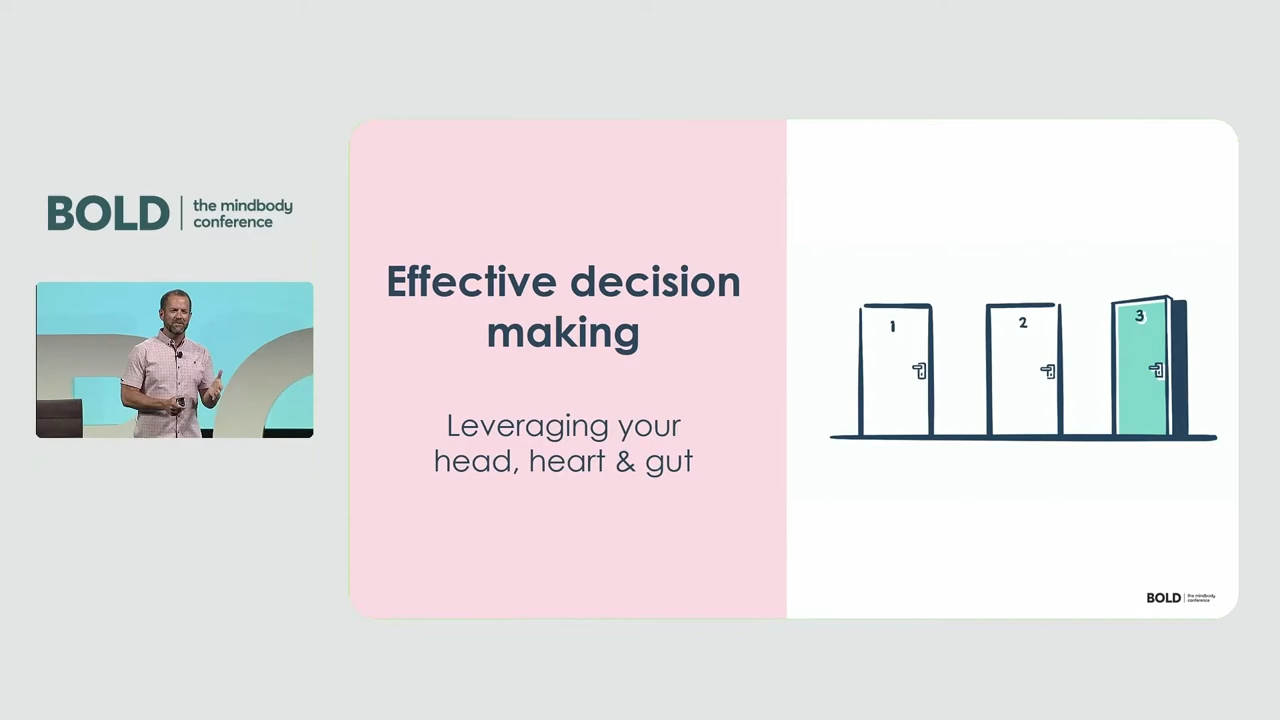 BOLD
the mindbody
conference
Effective decision
making
Leveraging your
head, heart & gut
1
2
3
BOLD
the mindbody
conference